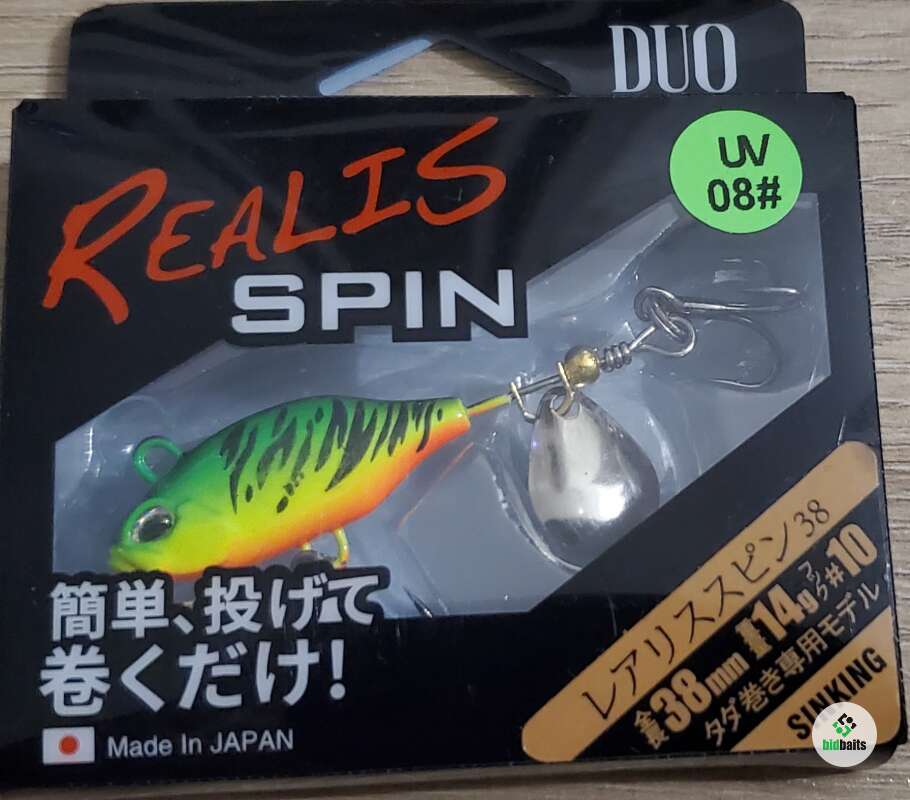 DUO
UV
08#
REALIS
SPIN
レアリススピン38
全長38mm 重量14g フック#10
タダ巻き専用モデル
SINKING
簡単、投げて
巻くだけ!
Made In JAPAN
bidbaits